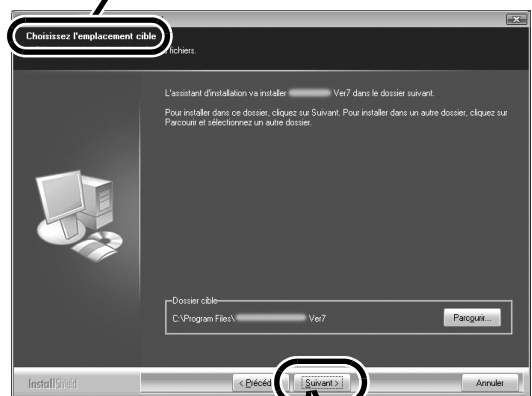 Choisissez l'emplacement cible
fichiers.
L'assistant d'installation va installer Ver7 dans le dossier suivant.
Pour installer dans ce dossier, cliquez sur Suivant. Pour installer dans un autre dossier, cliquez sur
Parcourir et sélectionnez un autre dossier.
Dossier cible
C:\Program Files\ Ver7
Parcourir...
InstallShield
< Précéd
Suivant >
Annuler